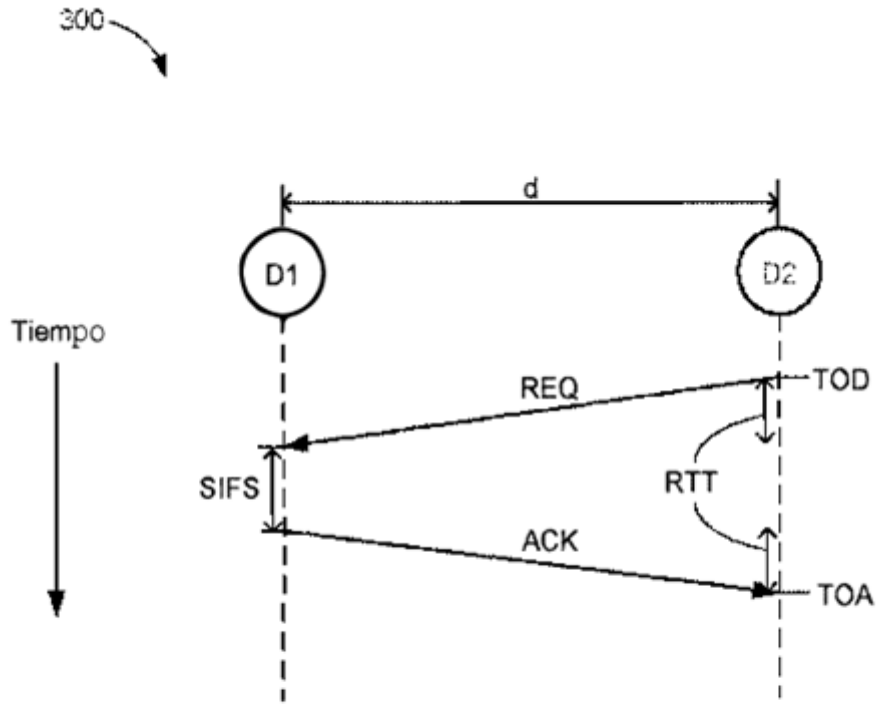 300
d
D1
D2
Tiempo
TOD
REQ
SIFS
RTT
ACK
TOA